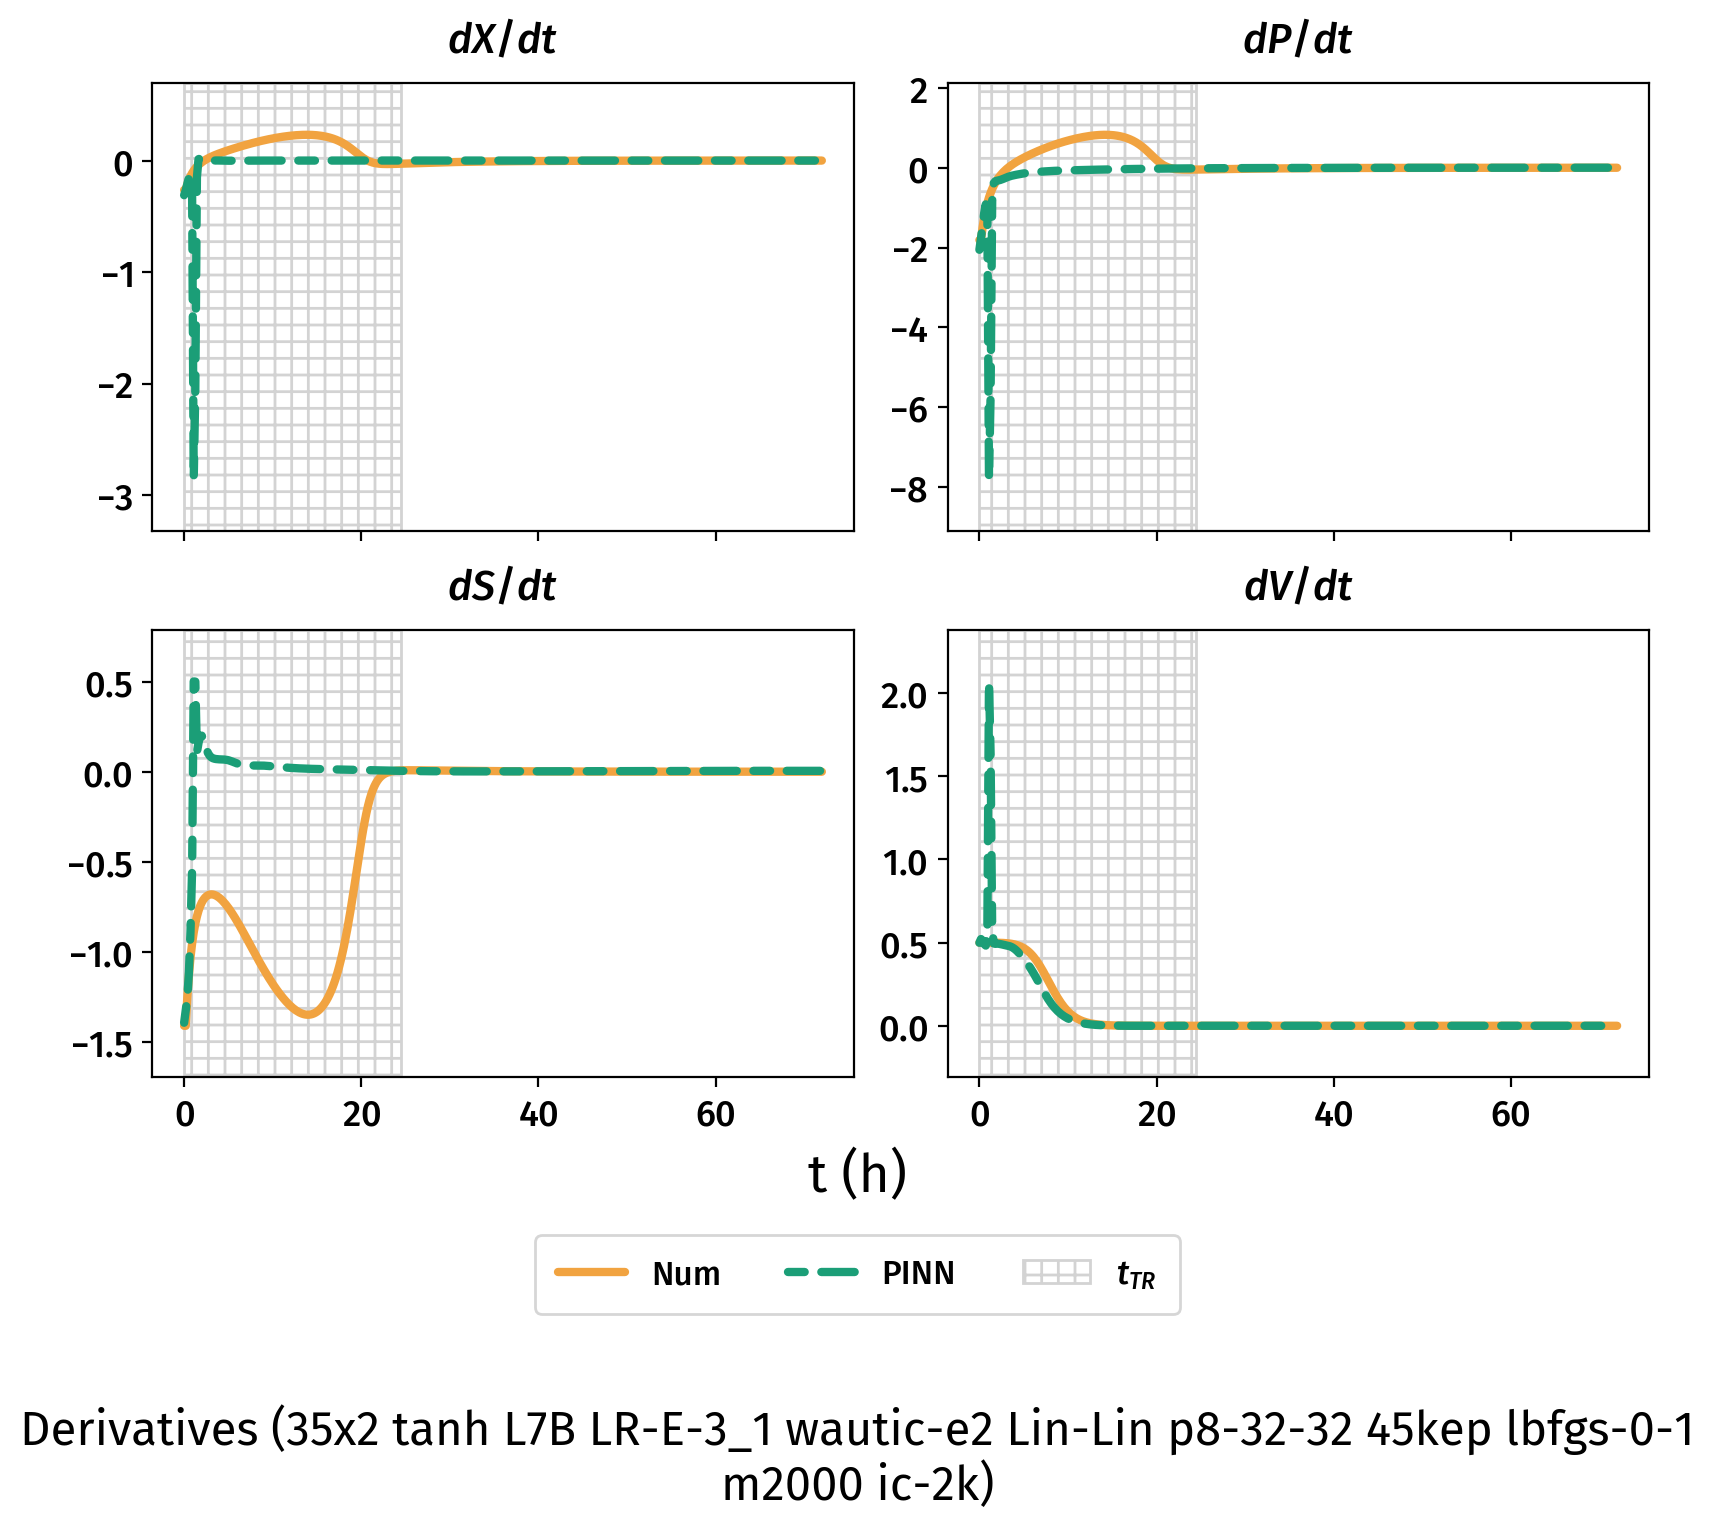 dX/dt
dP/dt
0
−1
−2
−3
2
0
−2
−4
−6
−8
dS/dt
dV/dt
0.5
0.0
−0.5
−1.0
−1.5
2.0
1.5
1.0
0.5
0.0
0 20 40 60
0 20 40 60
t (h)
Num PINN tTR
Derivatives (35x2 tanh L7B LR-E-3_1 wautic-e2 Lin-Lin p8-32-32 45kep lbfgs-0-1
m2000 ic-2k)